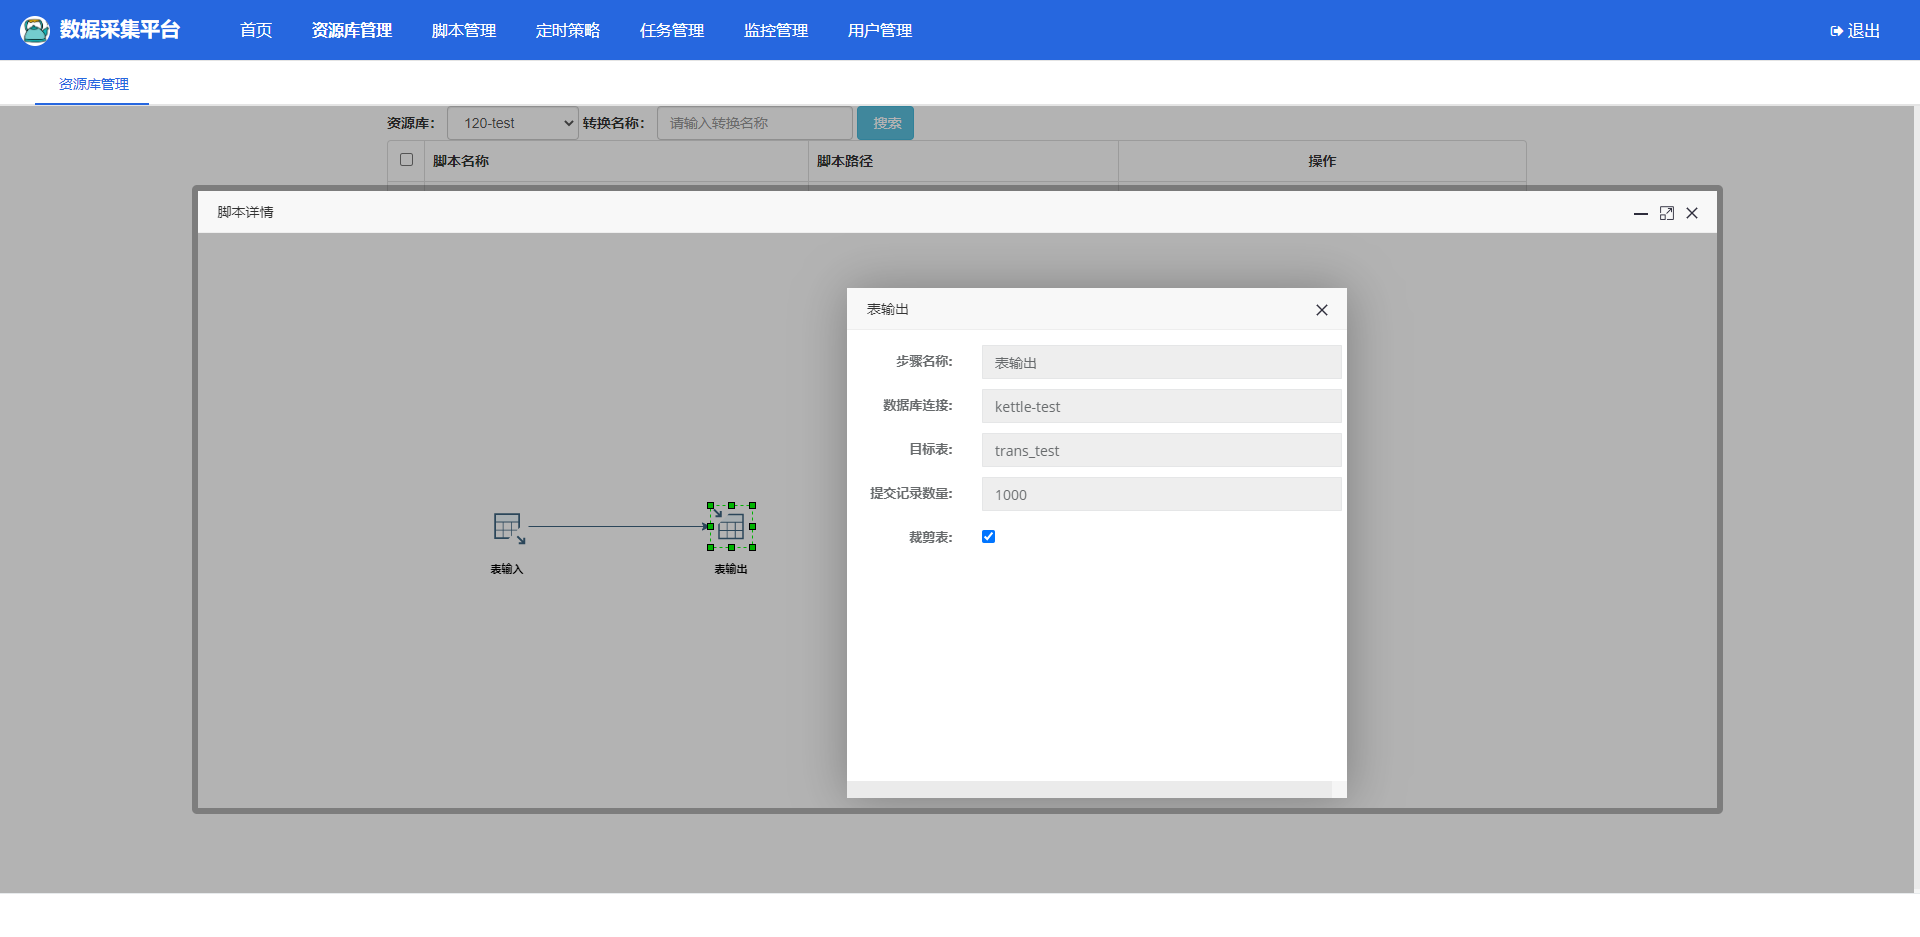 数据采集平台 首页 资源库管理 脚本管理 定时策略 任务管理 监控管理 用户管理 退出
资源库管理
资源库： 120-test 转换名称： 请输入转换名称 搜索
脚本名称 脚本路径 操作
脚本详情
表输出
步骤名称: 表输出
数据库连接: kettle-test
目标表: trans_test
提交记录数量: 1000
裁剪表:
表输入 表输出